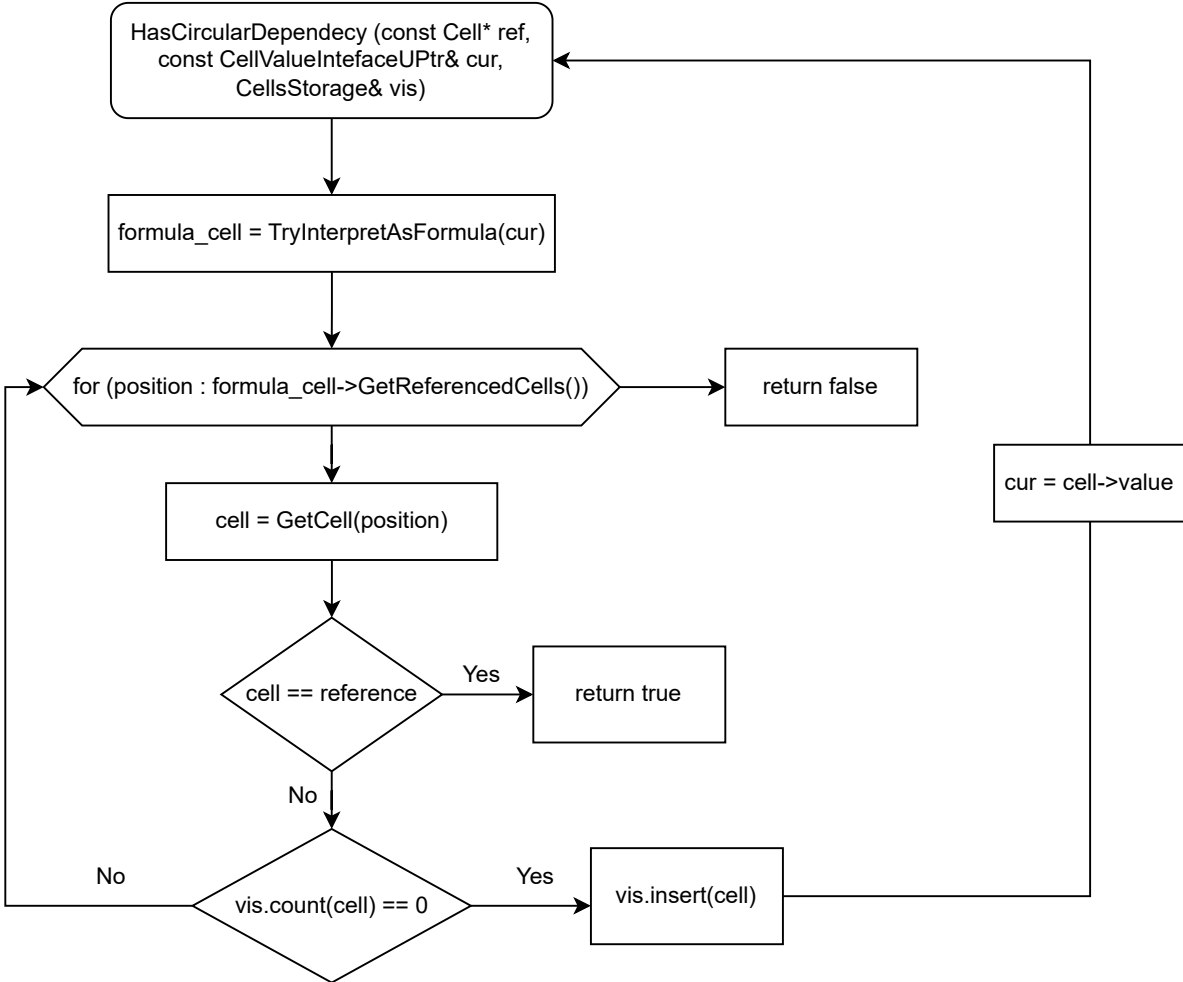 HasCircularDependecy (const Cell* ref,
const CellValueIntefaceUPtr& cur,
CellsStorage& vis)
formula_cell = TryInterpretAsFormula(cur)
for (position : formula_cell->GetReferencedCells())
return false
cur = cell->value
cell = GetCell(position)
cell == reference
Yes
return true
No
No
vis.count(cell) == 0
Yes
vis.insert(cell)